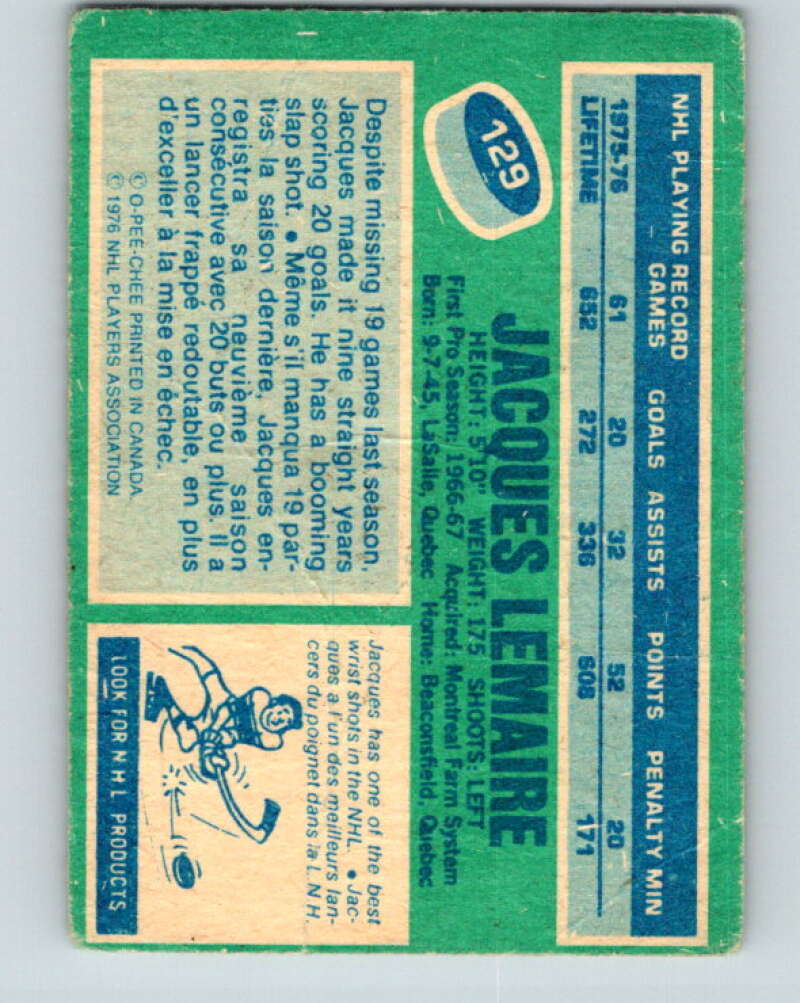 NHL PLAYING RECORD
GAMES GOALS ASSISTS POINTS PENALTY MIN
1975-76 61 20 32 52 20
LIFETIME 652 272 336 608 171
129
JACQUES LEMAIRE
HEIGHT: 5'10" WEIGHT: 175 SHOOTS: LEFT
First Pro Season: 1966-67 Acquired: Montreal Farm System
Born: 9-7-45, LaSalle, Quebec Home: Beaconsfield, Quebec
Despite missing 19 games last season,
Jacques made it nine straight years
scoring 20 goals. He has a booming
slap shot. • Même s'il manqua 19 par-
ties la saison dernière, Jacques en-
registra sa neuvième saison
consécutive avec 20 buts ou plus. Il a
un lancer frappé redoutable, en plus
d'exceller à la mise en échec.
© O-PEE-CHEE PRINTED IN CANADA
© 1976 NHL PLAYERS ASSOCIATION
Jacques has one of the best
wrist shots in the NHL. • Jac-
ques a l'un des meilleurs lan-
cers du poignet dans la L.N.H.
LOOK FOR N H L PRODUCTS